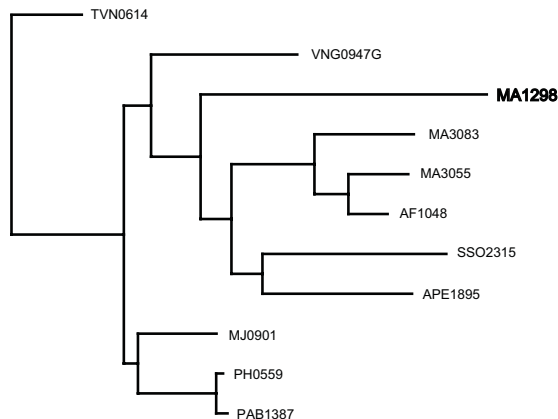 TVN0614
VNG0947G
MA1298
MA3083
MA3055
AF1048
SSO2315
APE1895
MJ0901
PH0559
PAB1387